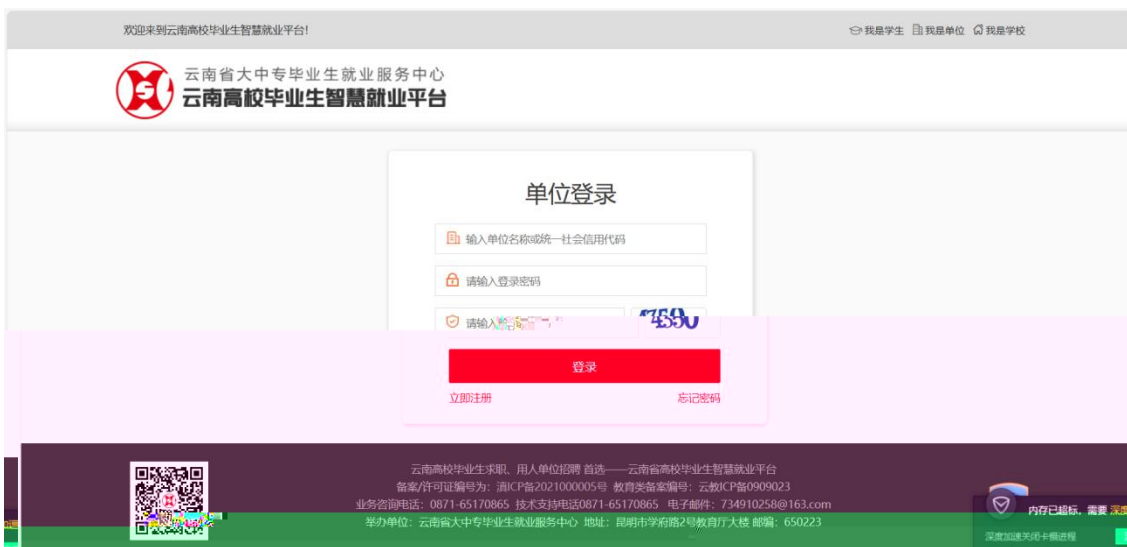 欢迎来到云南高校毕业生智慧就业平台!
我是学生 我是单位 我是学校
云南省大中专毕业生就业服务中心
云南高校毕业生智慧就业平台
单位登录
输入单位名称或统一社会信用代码
请输入登录密码
请输入
登录
立即注册 忘记密码
云南高校毕业生求职、用人单位招聘 首选——云南省高校毕业生智慧就业平台
备案/许可证编号为：滇ICP备2021000005号 教育类备案编号：云教ICP备0909023
业务咨询电话：0871-65170865 技术支持电话0871-65170865 电子邮件：734910258@163.com
举办单位：云南省大中专毕业生就业服务中心 地址：昆明市学府路2号教育厅大楼 邮编：650223
内存已超标，需要
深度加速关闭卡慢进程